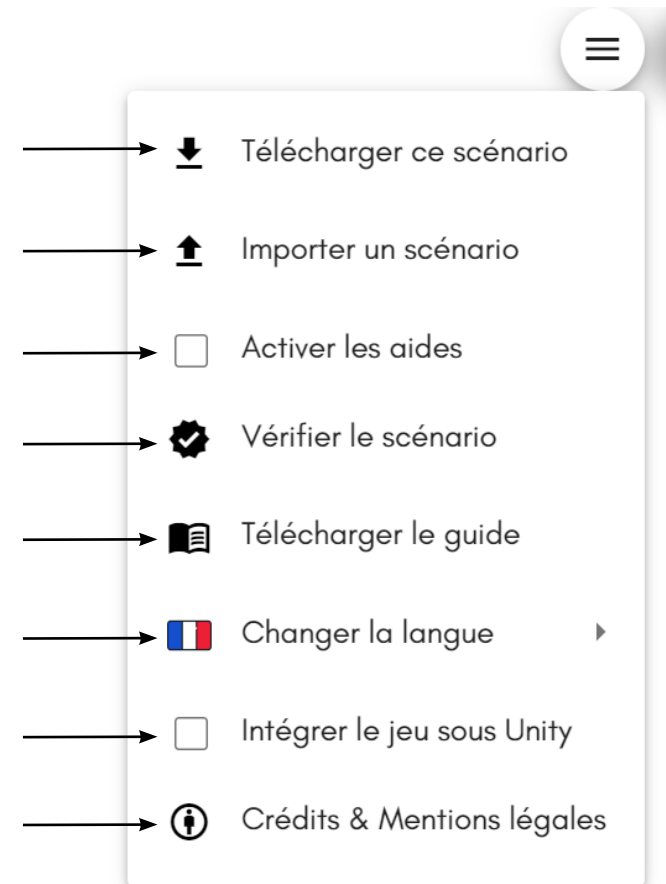 Télécharger ce scénario
Importer un scénario
Activer les aides
Vérifier le scénario
Télécharger le guide
Changer la langue
Intégrer le jeu sous Unity
Crédits & Mentions légales